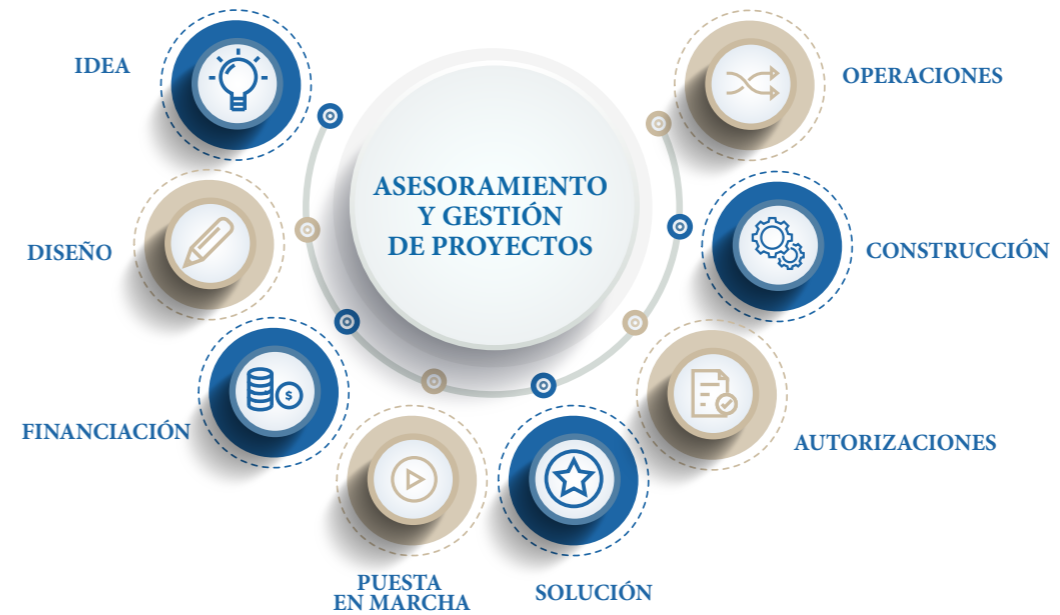 IDEA
OPERACIONES
ASESORAMIENTO
Y GESTIÓN
DE PROYECTOS
DISEÑO
CONSTRUCCIÓN
$
FINANCIACIÓN
AUTORIZACIONES
PUESTA
EN MARCHA
SOLUCIÓN